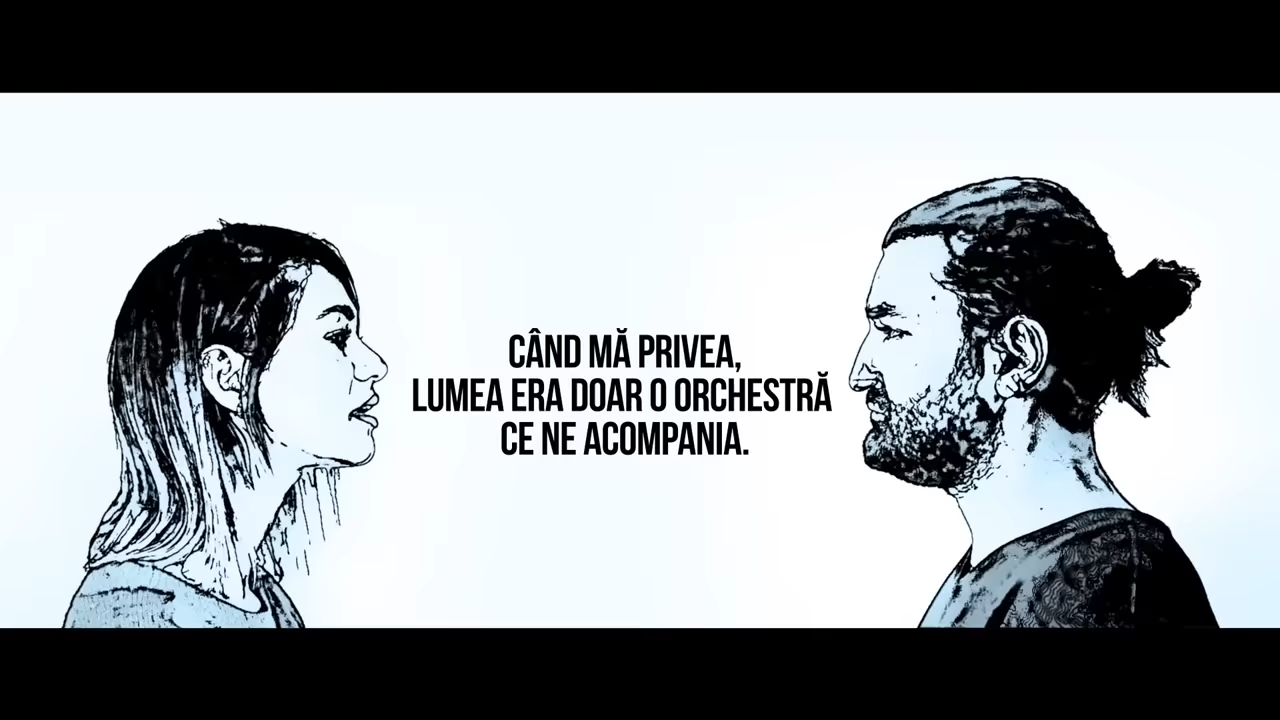 CÂND MĂ PRIVEA,
LUMEA ERA DOAR O ORCHESTRĂ
CE NE ACOMPANIA.